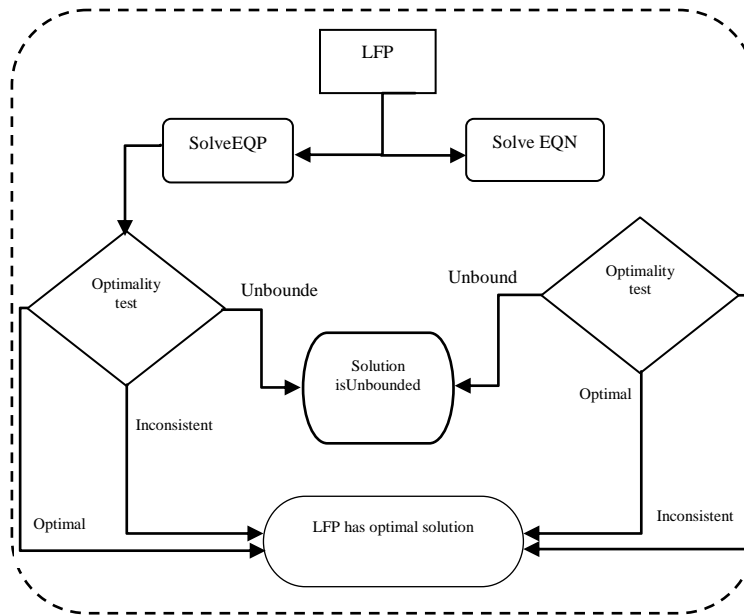 LFP
SolveEQP
Solve EQN
Optimality
test
Optimality
test
Unbounde
Unbound
Solution
isUnbounded
Optimal
Inconsistent
Inconsistent
Optimal
LFP has optimal solution